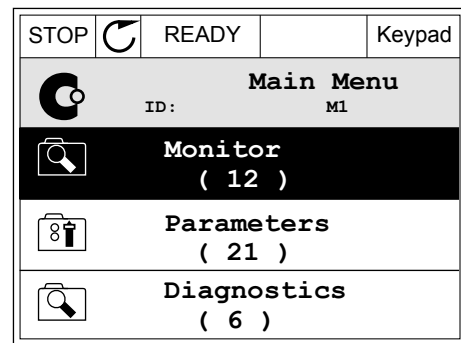 STOP READY Keypad
Main Menu
ID: M1
Monitor
( 12 )
Parameters
( 21 )
Diagnostics
( 6 )